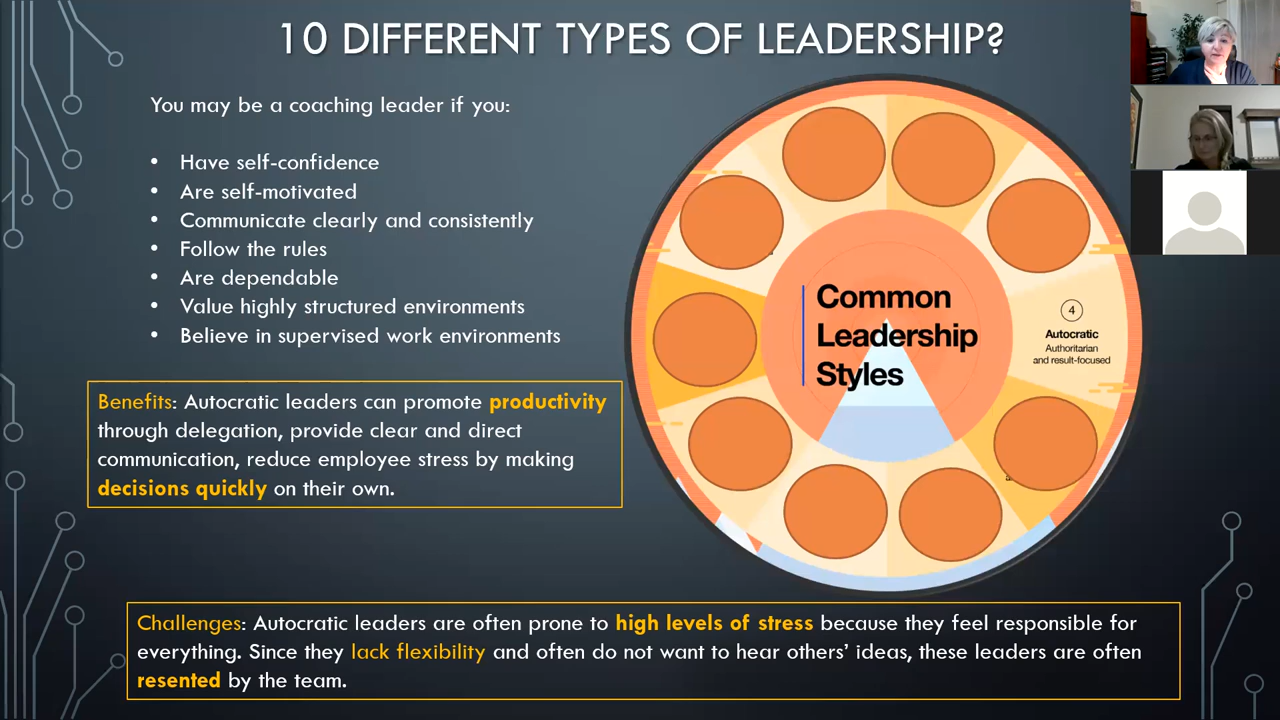 10 DIFFERENT TYPES OF LEADERSHIP?
You may be a coaching leader if you:
• Have self-confidence
• Are self-motivated
• Communicate clearly and consistently
• Follow the rules
• Are dependable
• Value highly structured environments
• Believe in supervised work environments
Benefits: Autocratic leaders can promote productivity
through delegation, provide clear and direct
communication, reduce employee stress by making
decisions quickly on their own.
Common
Leadership
Styles
4
Autocratic
Authoritarian
and result-focused
Challenges: Autocratic leaders are often prone to high levels of stress because they feel responsible for
everything. Since they lack flexibility and often do not want to hear others’ ideas, these leaders are often
resented by the team.